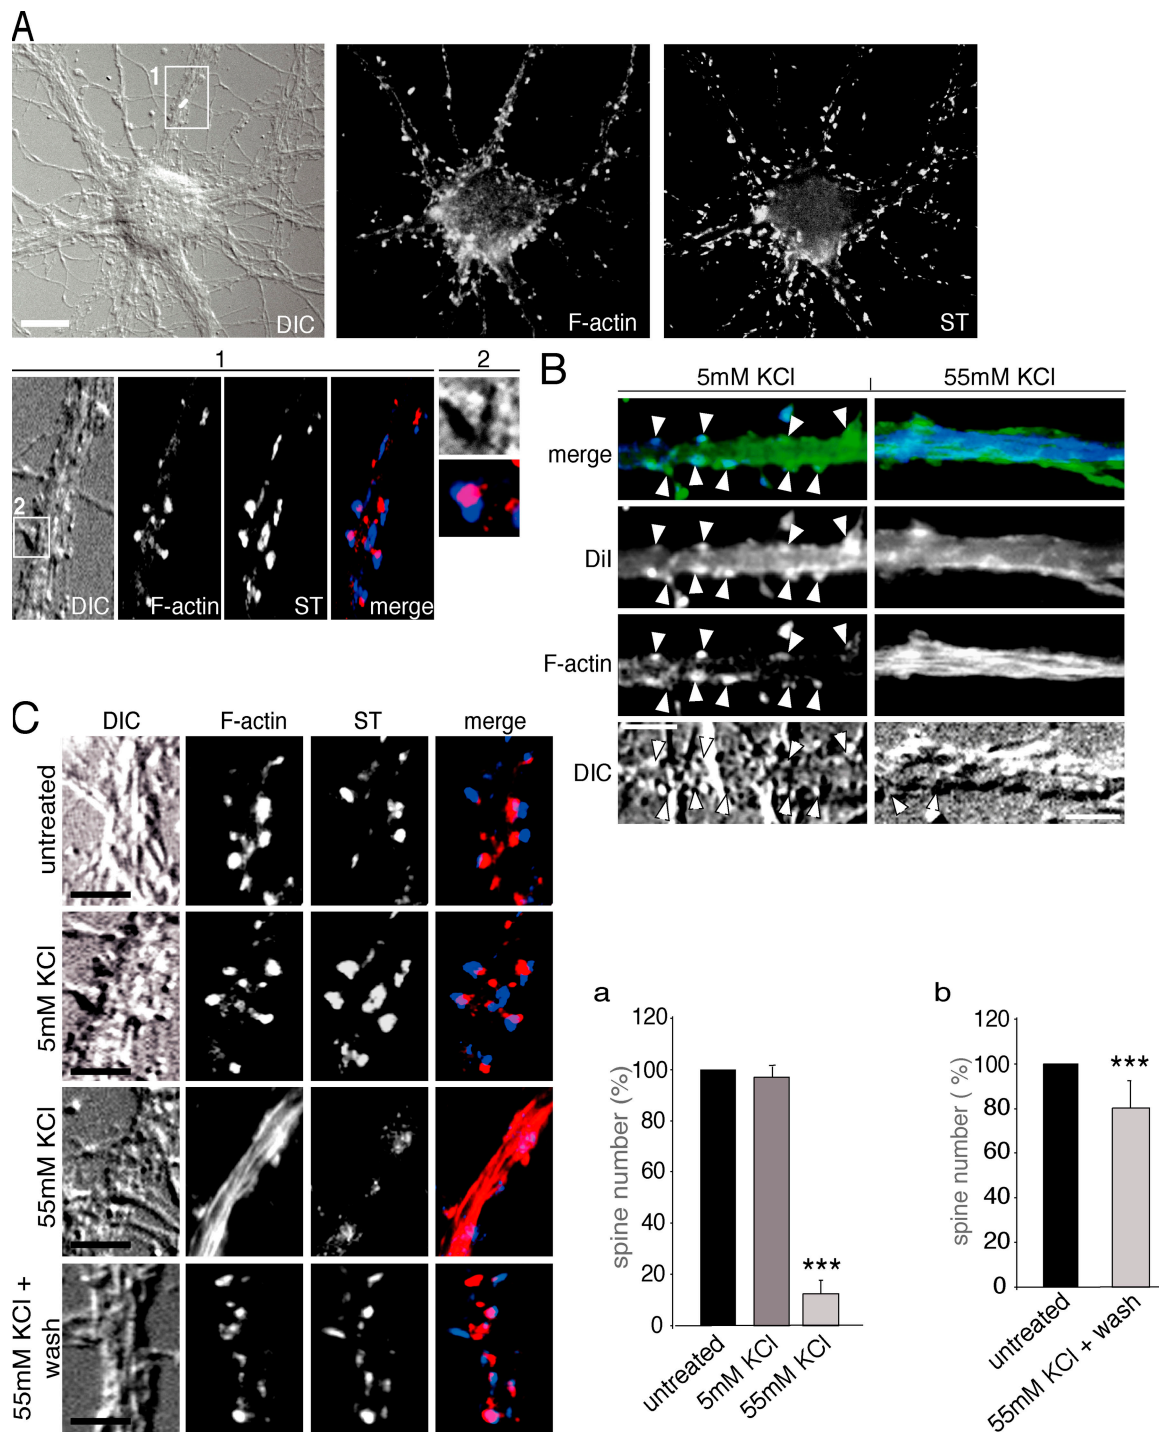 A
1
DIC
F-actin
ST
1
2
2
DIC
F-actin
ST
merge
B
5mM KCl
55mM KCl
merge
DiI
F-actin
DIC
C
DIC
F-actin
ST
merge
untreated
5mM KCl
55mM KCl
55mM KCl +
wash
a
120
100
80
60
40
20
0
spine number (%)
***
untreated
5mM KCl
55mM KCl
b
120
100
80
60
40
20
0
spine number ( %)
***
untreated
55mM KCl + wash